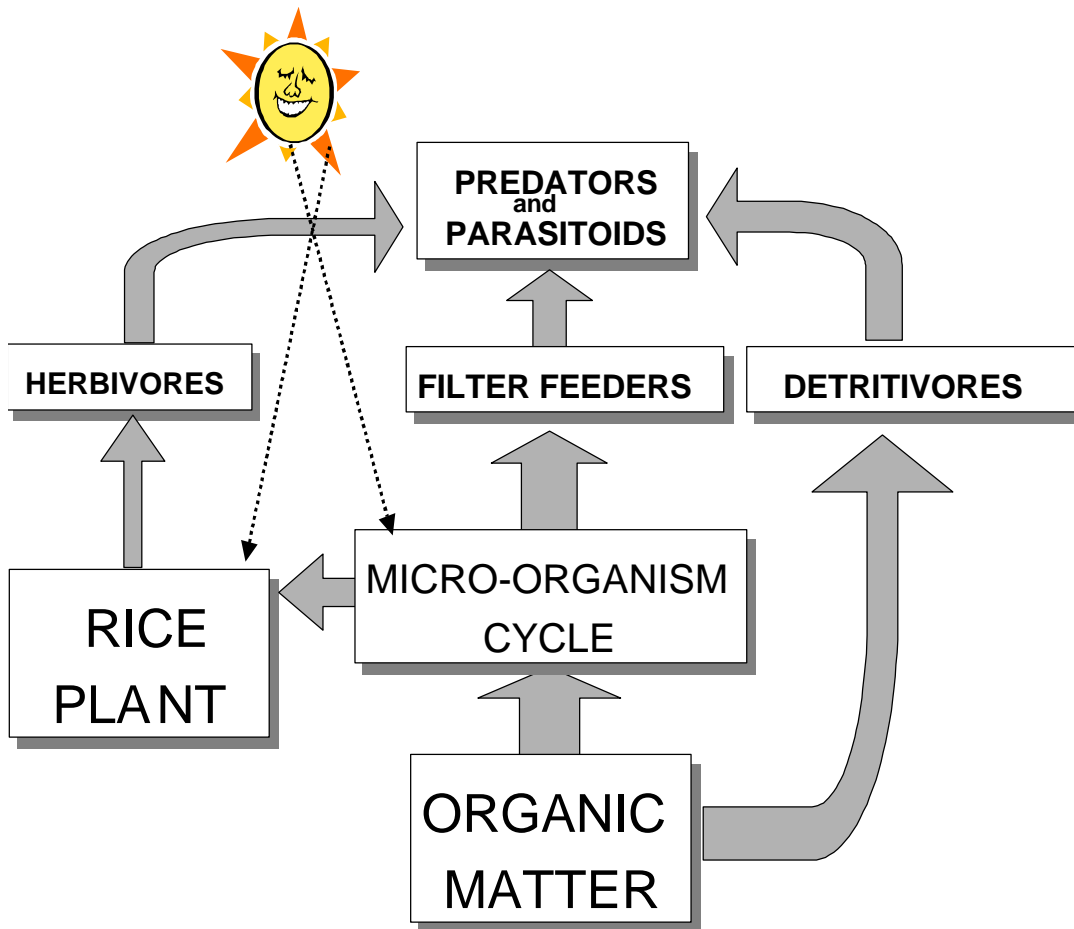 PREDATORS
and
PARASITOIDS
HERBIVORES
FILTER FEEDERS
DETRITIVORES
MICRO-ORGANISM
CYCLE
RICE
PLANT
ORGANIC
MATTER